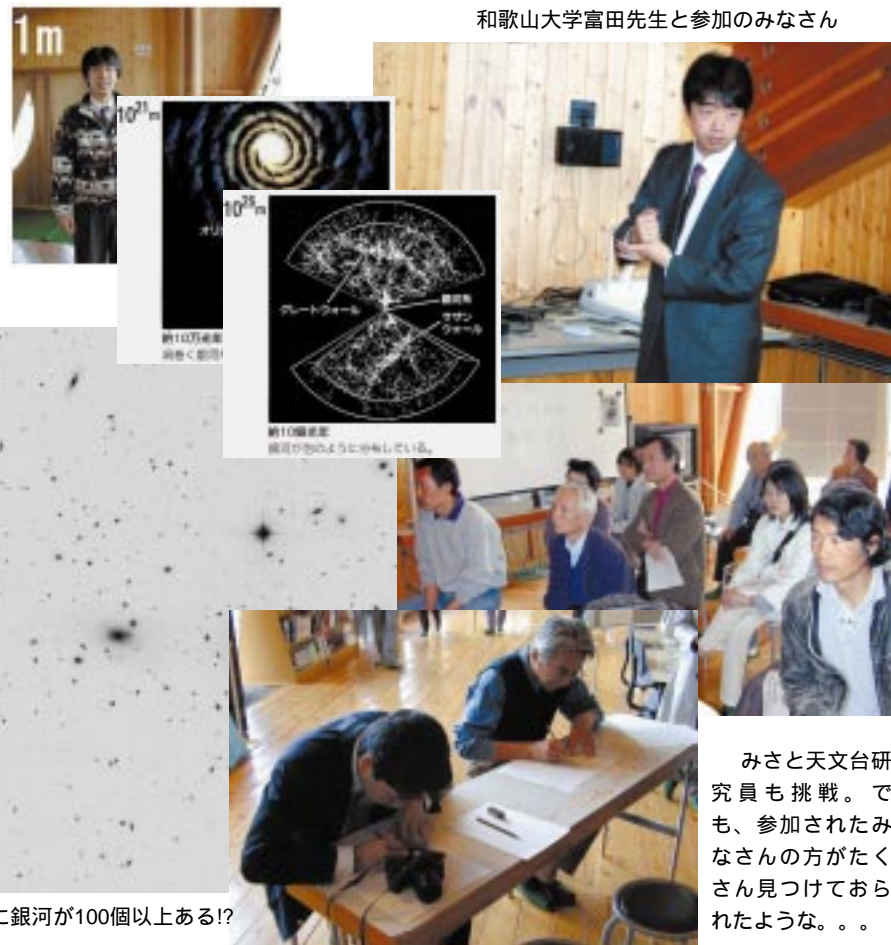 和歌山大学富田先生と参加のみなさん
1m
10²¹m
オリ
約10万光年
渦巻く銀河
10²⁵m
グレートウォール
銀河系
サザン
ウォール
約10億光年
銀河が泡のように分布している。
みさと天文台研
究員も挑戦。で
も、参加されたみ
なさんの方がたく
さん見つけておら
れたような。。。
に銀河が100個以上ある!?